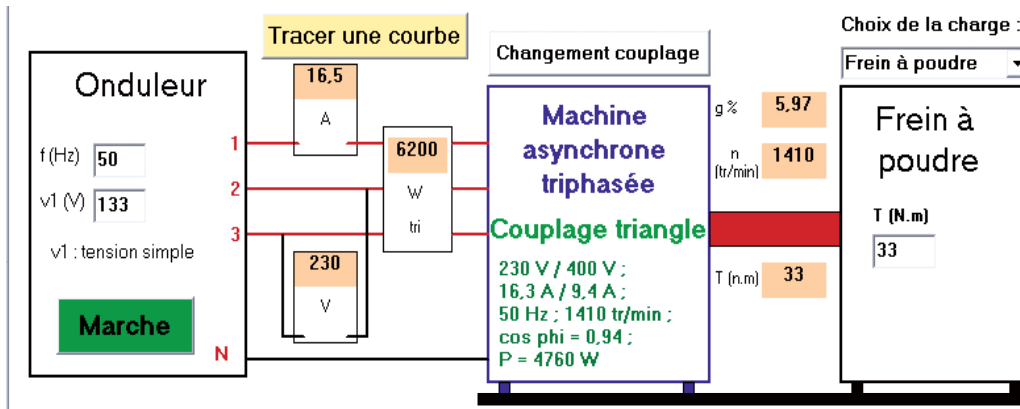 Tracer une courbe
Choix de la charge :
Changement couplage
Frein à poudre
Onduleur
f (Hz) 50
v1 (V) 133
v1 : tension simple
Marche
1
2
3
N
16,5
A
6200
W
tri
230
V
Machine
asynchrone
triphasée
Couplage triangle
230 V / 400 V ;
16,3 A / 9,4 A ;
50 Hz ; 1410 tr/min ;
cos phi = 0,94 ;
P = 4760 W
g % 5,97
n
(tr/min) 1410
T (n.m) 33
Frein à
poudre
T (N.m)
33